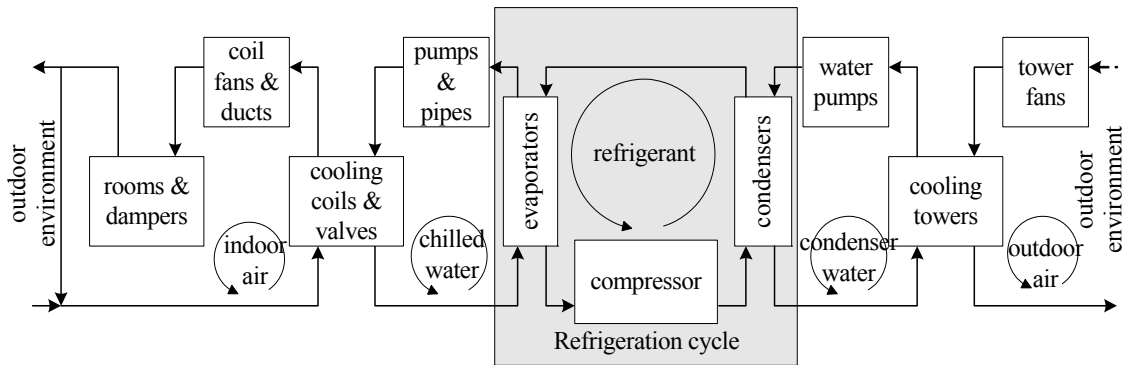 outdoor
environment
coil
fans &
ducts
rooms &
dampers
indoor
air
cooling
coils &
valves
pumps
&
pipes
chilled
water
evaporators
refrigerant
compressor
condensers
Refrigeration cycle
water
pumps
condenser
water
cooling
towers
tower
fans
outdoor
air
outdoor
environment